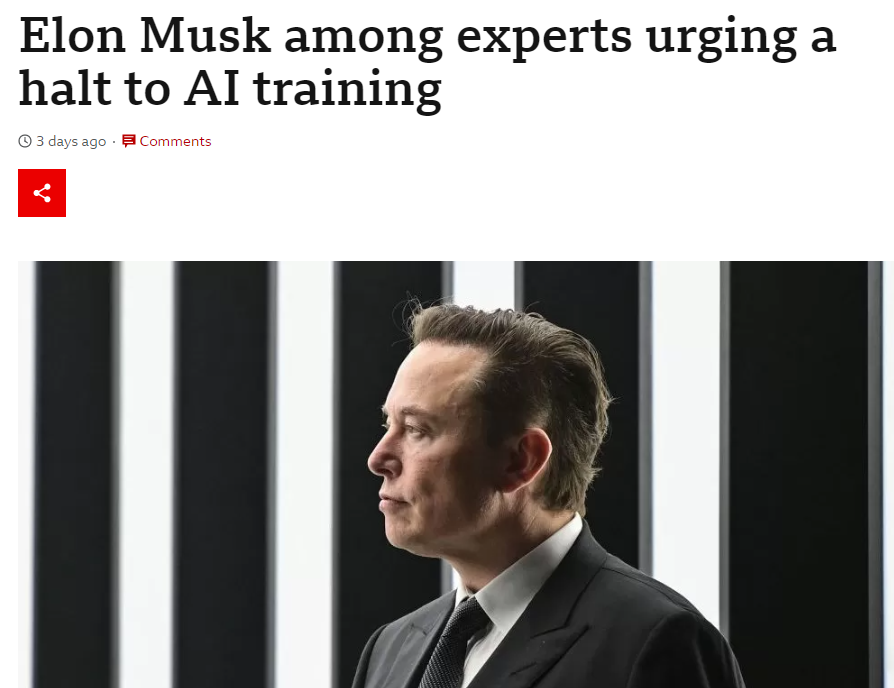 Elon Musk among experts urging a
halt to AI training
3 days ago · Comments